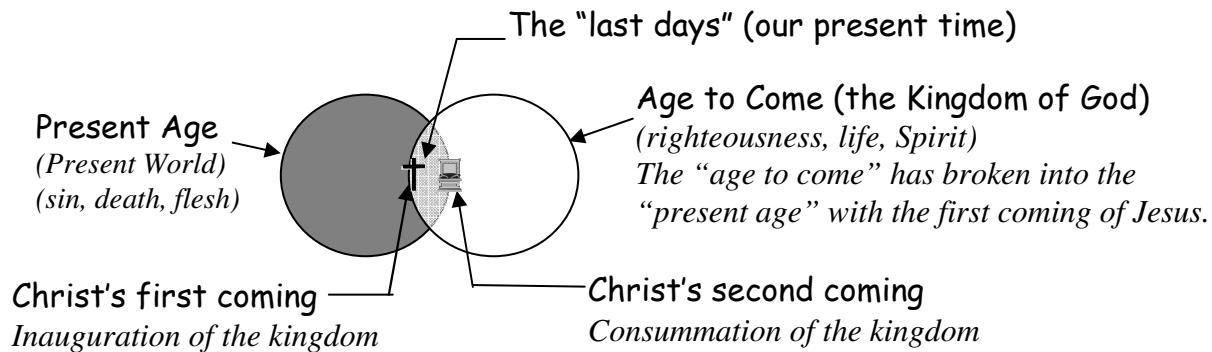 The “last days” (our present time)
Present Age
(Present World)
(sin, death, flesh)
Age to Come (the Kingdom of God)
(righteousness, life, Spirit)
The “age to come” has broken into the
“present age” with the first coming of Jesus.
Christ's first coming
Inauguration of the kingdom
Christ's second coming
Consummation of the kingdom